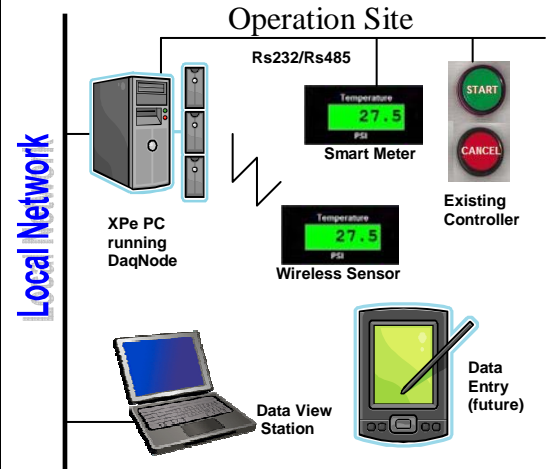 Operation Site
Rs232/Rs485
Temperature
27.5
PSI
Smart Meter
START
CANCEL
Existing
Controller
Local Network
XPe PC
running
DaqNode
Temperature
27.5
PSI
Wireless Sensor
Data View
Station
Data
Entry
(future)